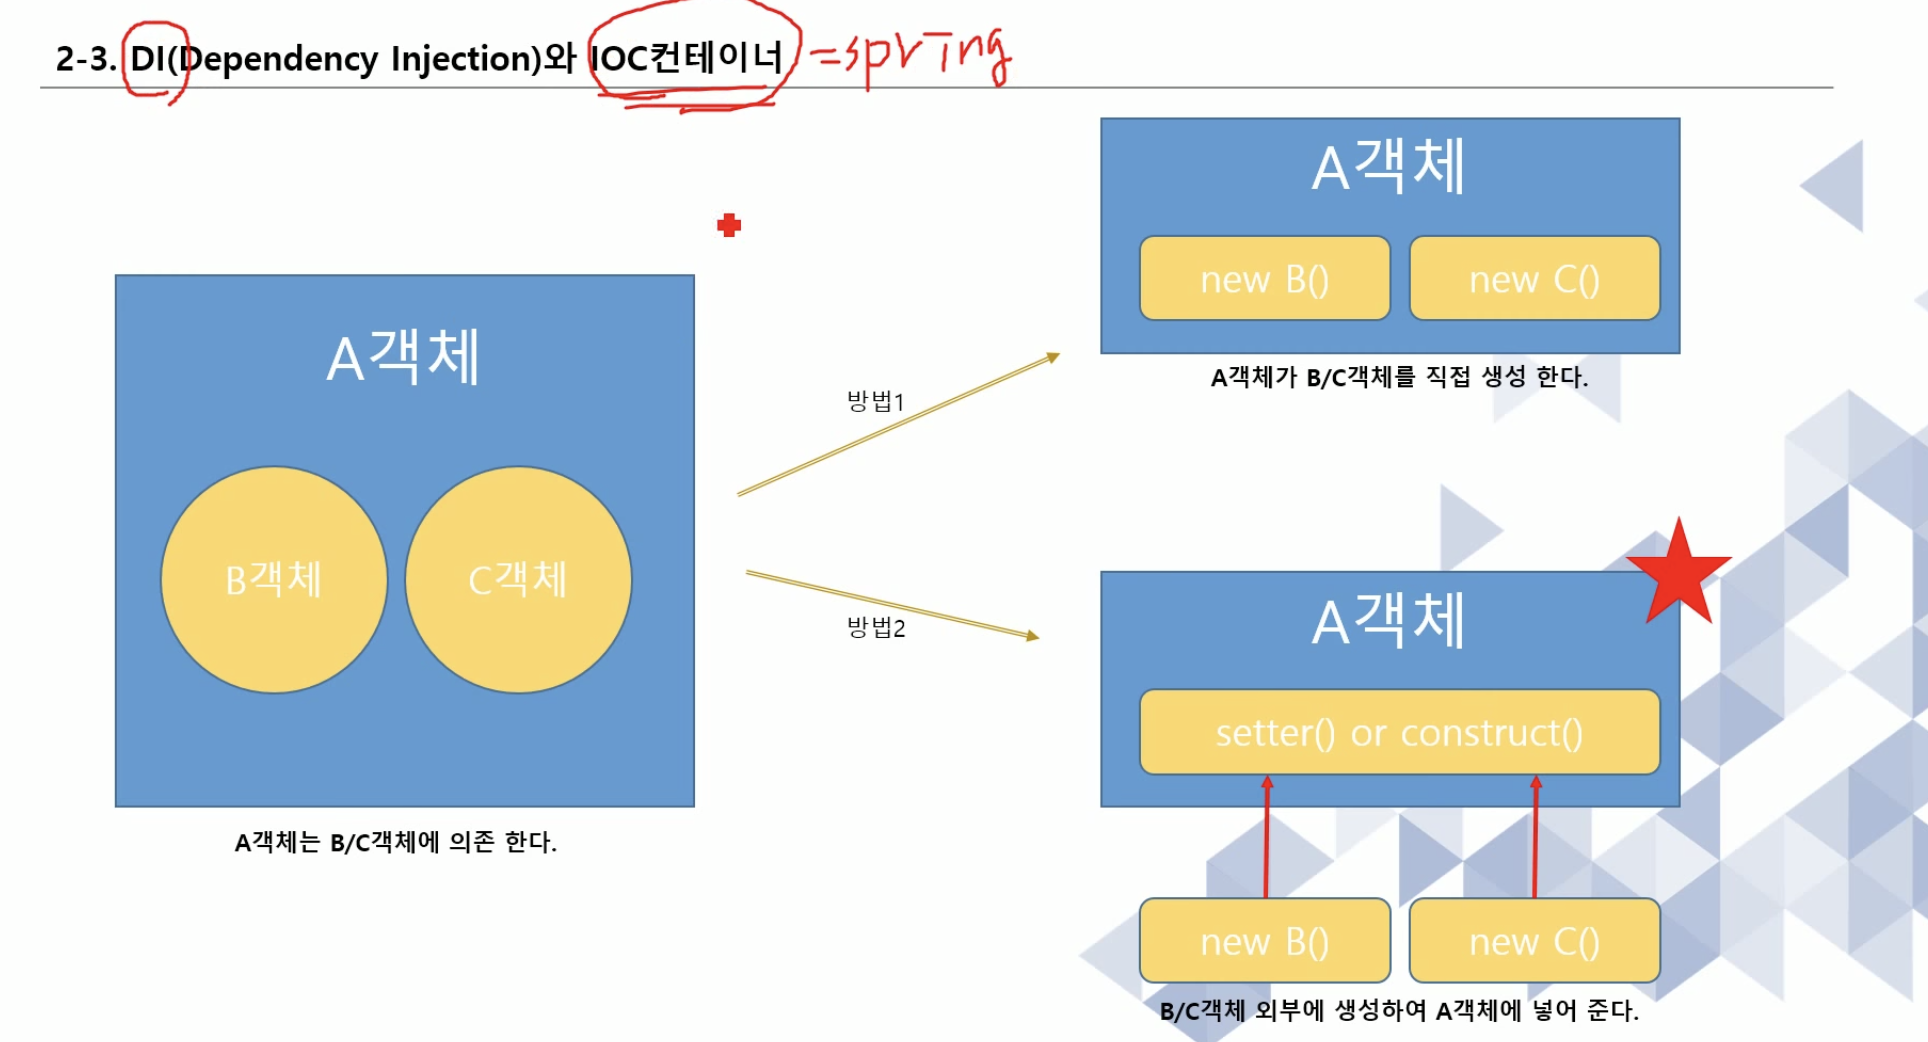 2-3. DI(Dependency Injection)와 IOC컨테이너 =spring
A객체
B객체
C객체
A객체는 B/C객체에 의존 한다.
방법1
방법2
A객체
new B()
new C()
A객체가 B/C객체를 직접 생성 한다.
A객체
setter() or construct()
new B()
new C()
B/C객체 외부에 생성하여 A객체에 넣어 준다.